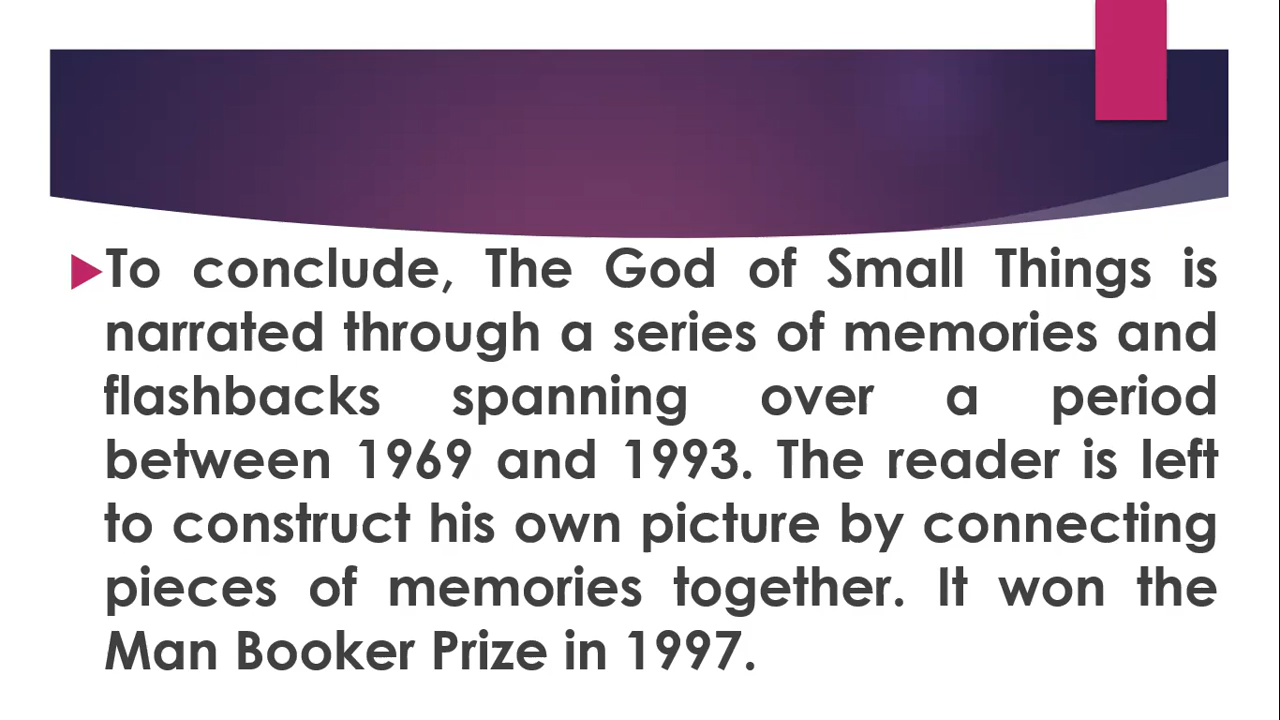 To conclude, The God of Small Things is
narrated through a series of memories and
flashbacks spanning over a period
between 1969 and 1993. The reader is left
to construct his own picture by connecting
pieces of memories together. It won the
Man Booker Prize in 1997.